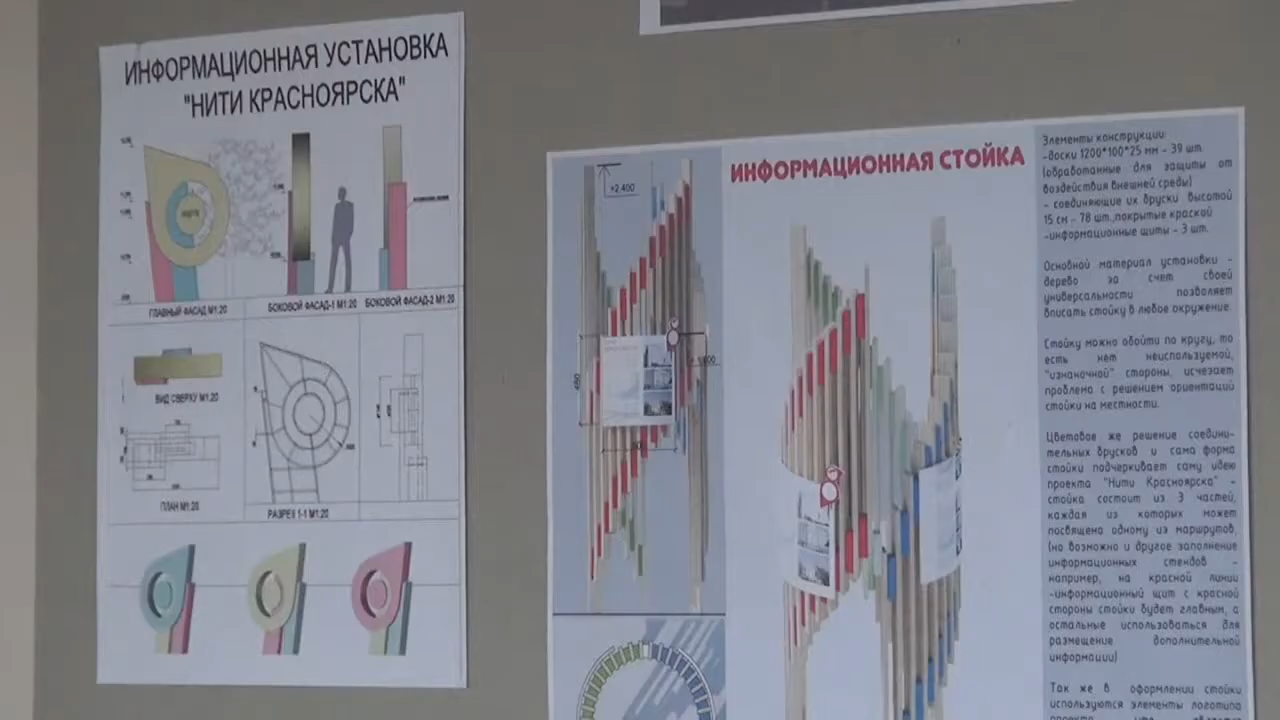 ИНФОРМАЦИОННАЯ УСТАНОВКА
"НИТИ КРАСНОЯРСКА"
ГЛАВНЫЙ ФАСАД М1:20
БОКОВОЙ ФАСАД-1 М1:20
БОКОВОЙ ФАСАД-2 М1:20
ВИД СВЕРХУ М1:20
ПЛАН М1:20
РАЗРЕЗ 1-1 М1:20
ИНФОРМАЦИОННАЯ СТОЙКА
>2.400
480
Элементы конструкции:
-доски 1200*100*25 мм - 39 шт.
(обработанные для защиты от
воздействия внешней среды)
- соединяющие их бруски высотой
15 см - 78 шт.,покрытые краской
-информационные щиты - 3 шт.
Основной материал установки -
дерево за счет своей
универсальности позволяет
вписать стойку в любое окружение.
Стойку можно обойти по кругу, то
есть нет неиспользуемой,
"изнаночной" стороны, исчезает
проблема с решением ориентаций
стойки на местности.
Цветовое же решение соедини-
тельных брусков и сама форма
стойки подчеркивает саму идею
проекта "Нити Красноярска" -
стойка состоит из 3 частей,
каждая из которых может
посвящена одному из маршрутов,
(но возможно и другое заполнение
информационных стендов -
например, на красной линии
-информационный щит с красной
стороны стойки будет главным, а
остальные использоваться для
размещения дополнительной
информации)
Так же в оформлении стойки
используются элементы логотипа